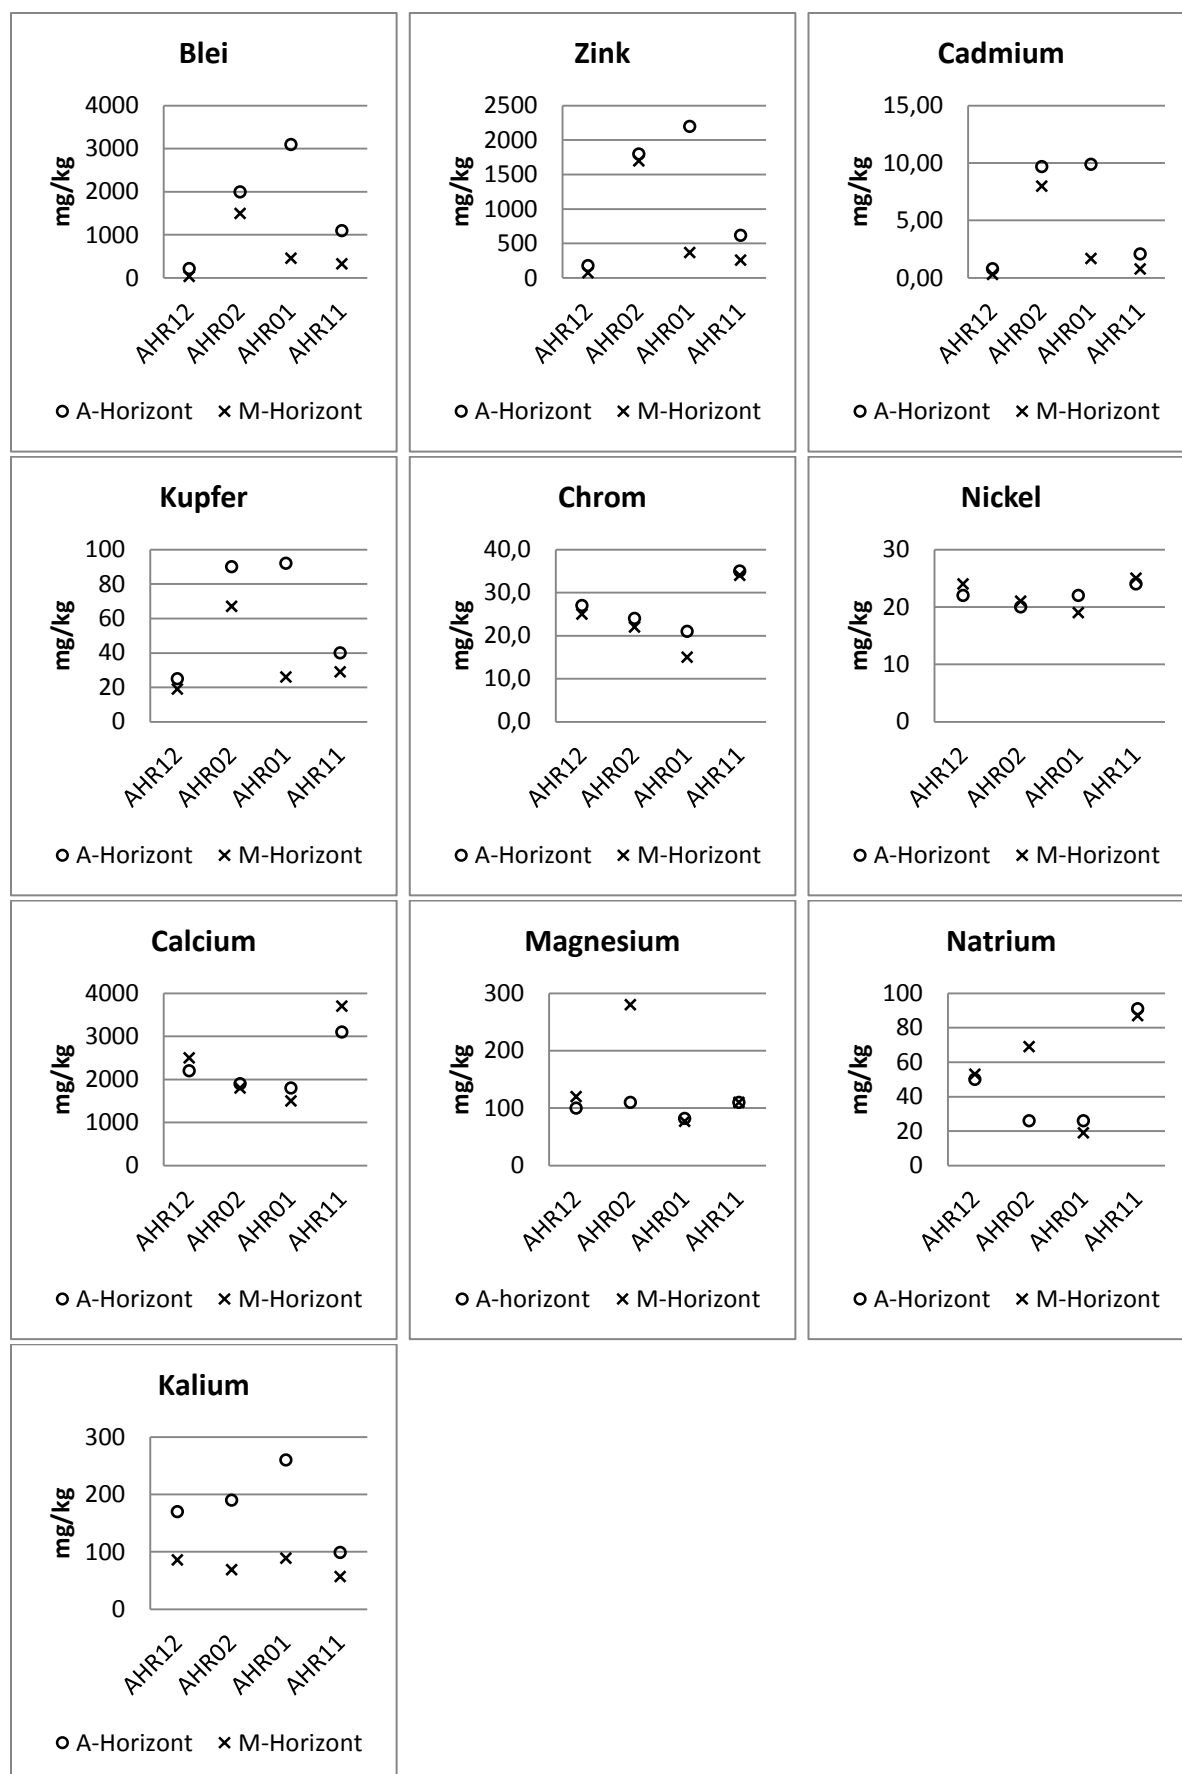 Blei
4000
3000
2000
1000
0
mg/kg
AHR12
AHR02
AHR01
AHR11
A-Horizont M-Horizont
Zink
2500
2000
1500
1000
500
0
mg/kg
AHR12
AHR02
AHR01
AHR11
A-Horizont M-Horizont
Cadmium
15,00
10,00
5,00
0,00
mg/kg
AHR12
AHR02
AHR01
AHR11
A-Horizont M-Horizont
Kupfer
100
80
60
40
20
0
mg/kg
AHR12
AHR02
AHR01
AHR11
A-Horizont M-Horizont
Chrom
40,0
30,0
20,0
10,0
0,0
mg/kg
AHR12
AHR02
AHR01
AHR11
A-Horizont M-Horizont
Nickel
30
20
10
0
mg/kg
AHR12
AHR02
AHR01
AHR11
A-Horizont M-Horizont
Calcium
4000
3000
2000
1000
0
mg/kg
AHR12
AHR02
AHR01
AHR11
A-Horizont M-Horizont
Magnesium
300
200
100
0
mg/kg
AHR12
AHR02
AHR01
AHR11
A-horizont M-Horizont
Natrium
100
80
60
40
20
0
mg/kg
AHR12
AHR02
AHR01
AHR11
A-Horizont M-Horizont
Kalium
300
200
100
0
mg/kg
AHR12
AHR02
AHR01
AHR11
A-Horizont M-Horizont